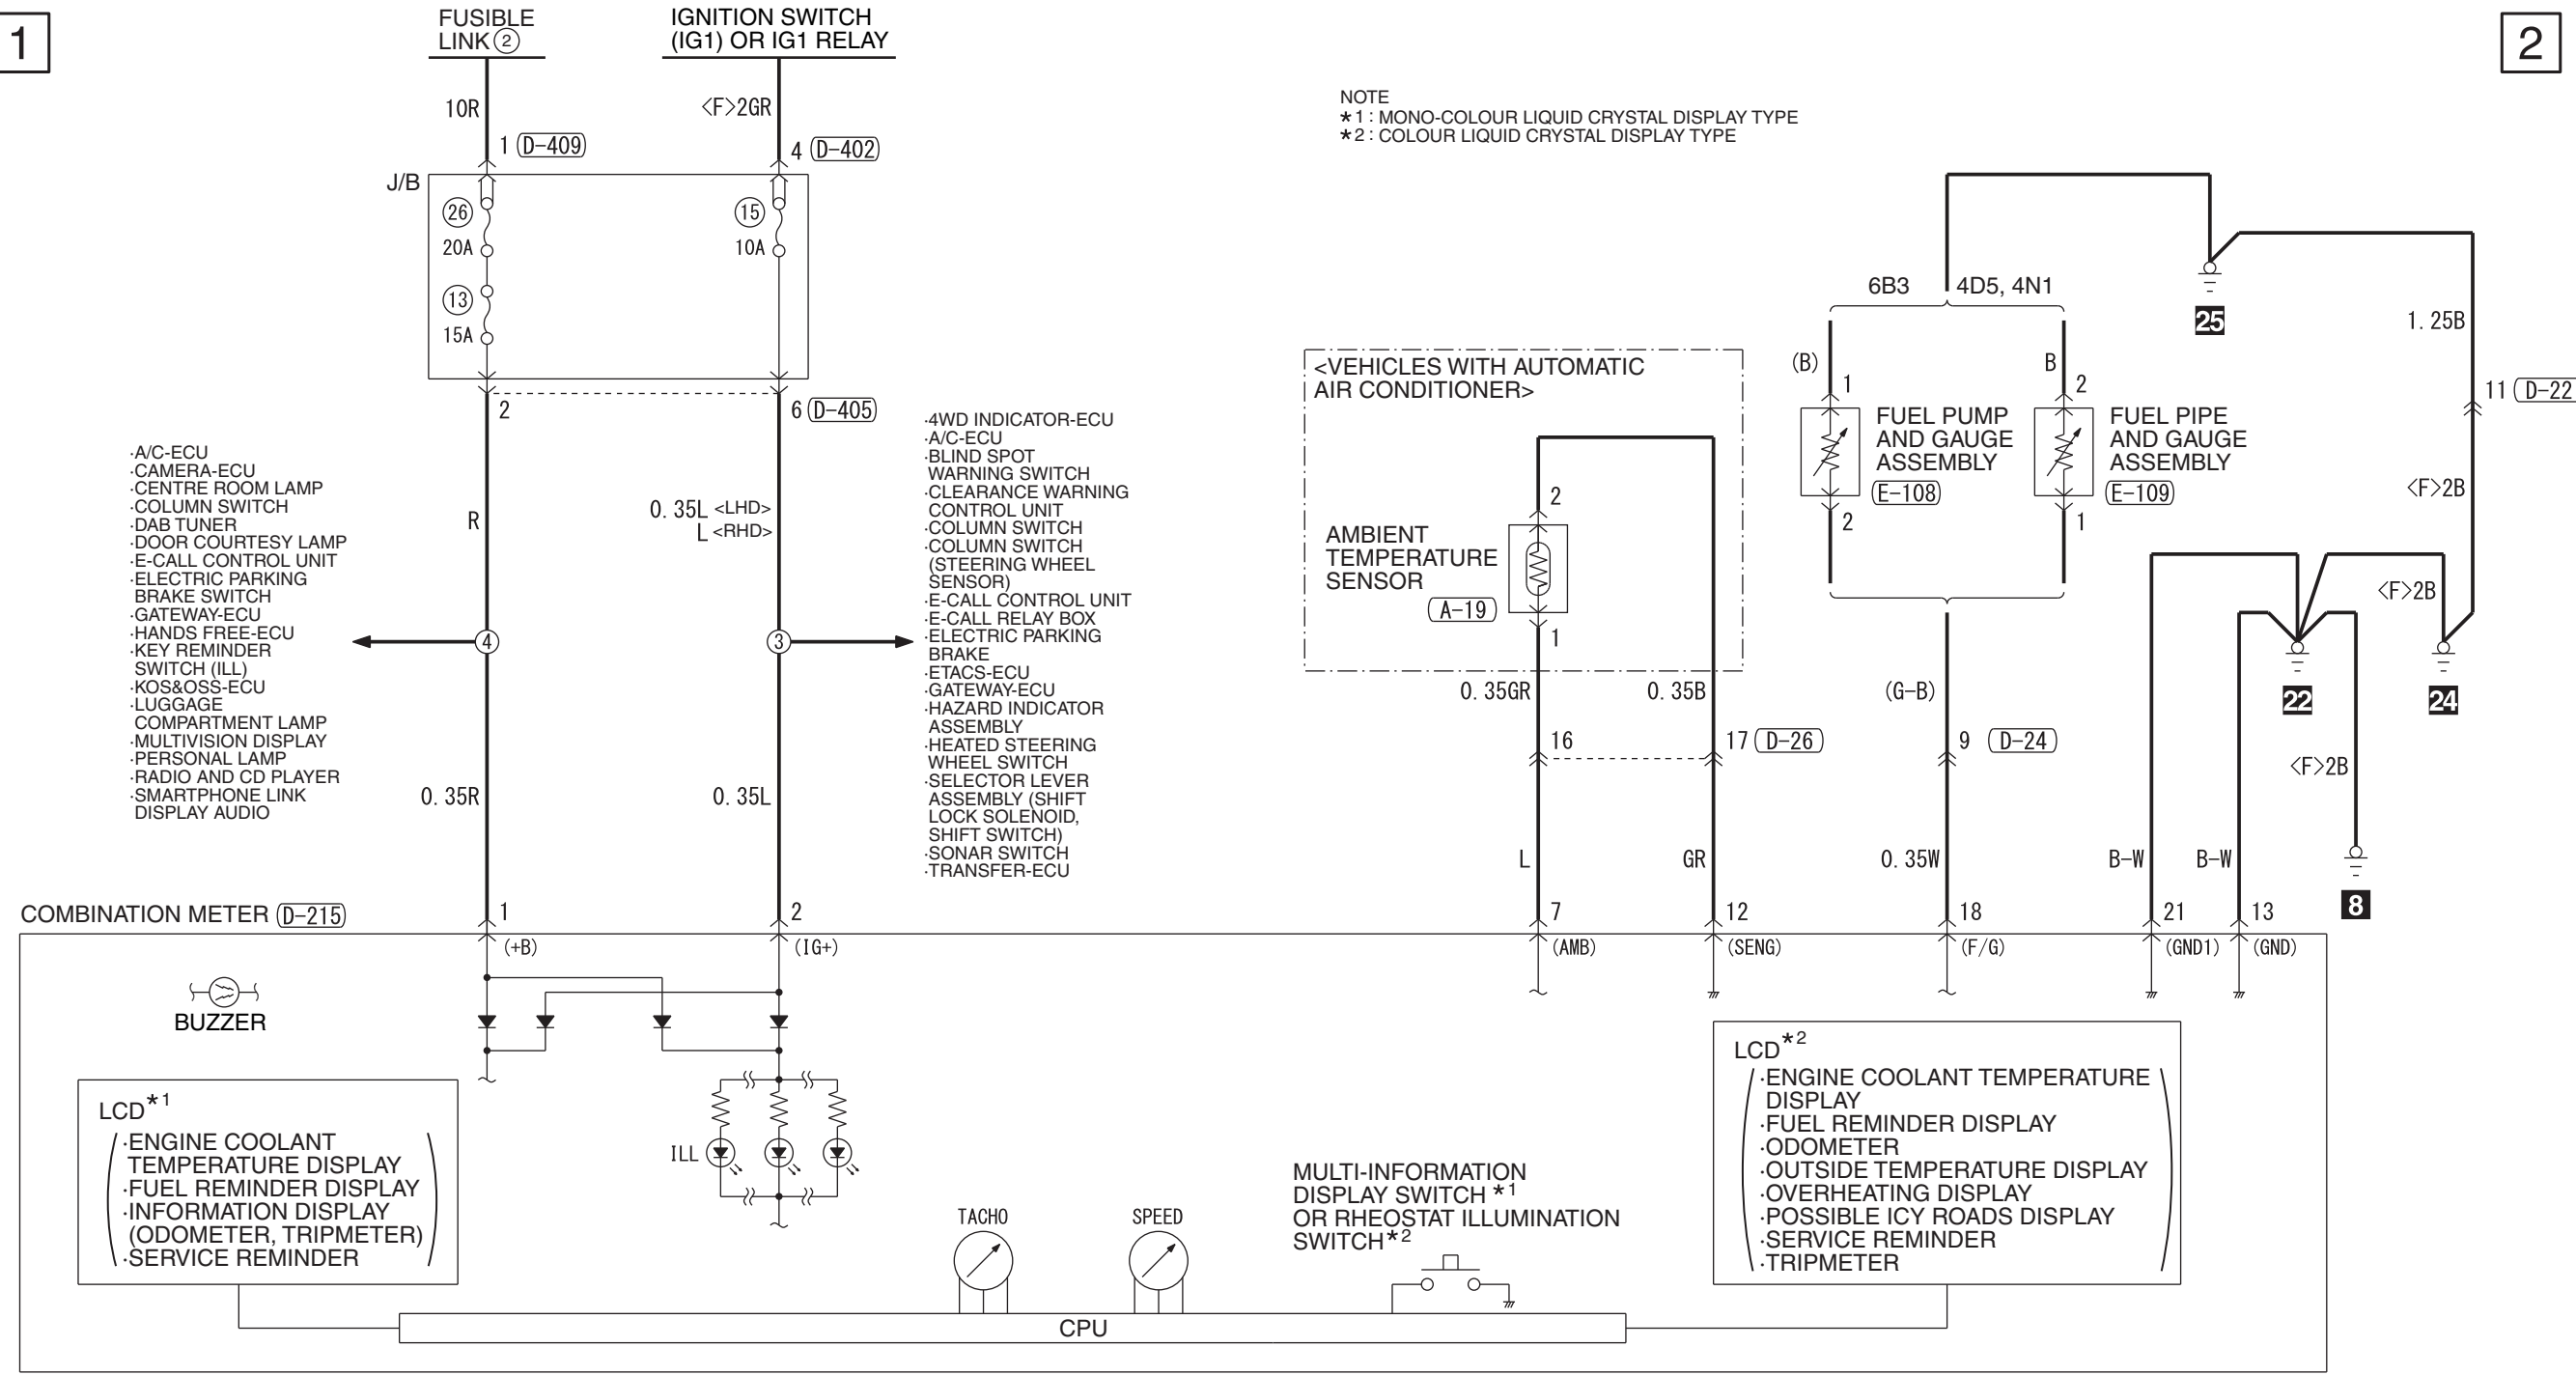 1
2
FUSIBLE
LINK ②
IGNITION SWITCH
(IG1) OR IG1 RELAY
10R
<F>2GR
1 (D-409)
4 (D-402)
J/B
26
20A
15
10A
13
15A
2
6 (D-405)
NOTE
*1 : MONO-COLOUR LIQUID CRYSTAL DISPLAY TYPE
*2 : COLOUR LIQUID CRYSTAL DISPLAY TYPE
·A/C-ECU
·CAMERA-ECU
·CENTRE ROOM LAMP
·COLUMN SWITCH
·DAB TUNER
·DOOR COURTESY LAMP
·E-CALL CONTROL UNIT
·ELECTRIC PARKING
BRAKE SWITCH
·GATEWAY-ECU
·HANDS FREE-ECU
·KEY REMINDER
SWITCH (ILL)
·KOS&OSS-ECU
·LUGGAGE
COMPARTMENT LAMP
·MULTIVISION DISPLAY
·PERSONAL LAMP
·RADIO AND CD PLAYER
·SMARTPHONE LINK
DISPLAY AUDIO
R
4
0.35R
0.35L <LHD>
L <RHD>
3
0.35L
·4WD INDICATOR-ECU
·A/C-ECU
·BLIND SPOT
WARNING SWITCH
·CLEARANCE WARNING
CONTROL UNIT
·COLUMN SWITCH
·COLUMN SWITCH
(STEERING WHEEL
SENSOR)
·E-CALL CONTROL UNIT
·E-CALL RELAY BOX
·ELECTRIC PARKING
BRAKE
·ETACS-ECU
·GATEWAY-ECU
·HAZARD INDICATOR
ASSEMBLY
·HEATED STEERING
WHEEL SWITCH
·SELECTOR LEVER
ASSEMBLY (SHIFT
LOCK SOLENOID,
SHIFT SWITCH)
·SONAR SWITCH
·TRANSFER-ECU
<VEHICLES WITH AUTOMATIC
AIR CONDITIONER>
2
AMBIENT
TEMPERATURE
SENSOR
(A-19)
1
0.35GR
0.35B
16
17 (D-26)
L
GR
6B3
4D5, 4N1
(B)
1
B
2
FUEL PUMP
AND GAUGE
ASSEMBLY
(E-108)
2
FUEL PIPE
AND GAUGE
ASSEMBLY
(E-109)
1
(G-B)
9 (D-24)
0.35W
25
1.25B
11 (D-22
<F>2B
<F>2B
22
24
<F>2B
B-W
B-W
8
COMBINATION METER (D-215)
1
2
7
12
18
21
13
(+B)
(IG+)
(AMB)
(SENG)
(F/G)
(GND1)
(GND)
BUZZER
LCD*1
·ENGINE COOLANT
TEMPERATURE DISPLAY
·FUEL REMINDER DISPLAY
·INFORMATION DISPLAY
(ODOMETER, TRIPMETER)
·SERVICE REMINDER
ILL
TACHO
SPEED
MULTI-INFORMATION
DISPLAY SWITCH *1
OR RHEOSTAT ILLUMINATION
SWITCH*2
LCD*2
·ENGINE COOLANT TEMPERATURE
DISPLAY
·FUEL REMINDER DISPLAY
·ODOMETER
·OUTSIDE TEMPERATURE DISPLAY
·OVERHEATING DISPLAY
·POSSIBLE ICY ROADS DISPLAY
·SERVICE REMINDER
·TRIPMETER
CPU